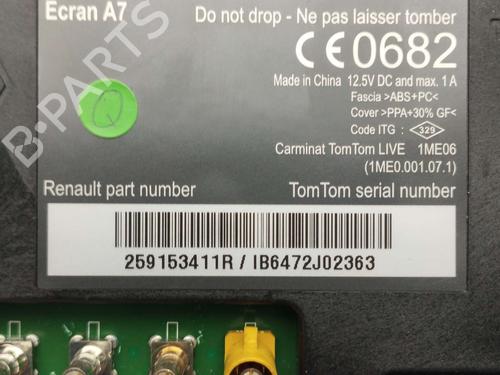 Ecran A7
Do not drop - Ne pas laisser tomber
CE0682
Made in China 12.5V DC and max. 1 A
Fascia >ABS+PC<
Cover >PPA+30% GF<
Code ITG : 329
Carminat TomTom LIVE 1ME06
(1ME0.001.07.1)
Renault part number
TomTom serial number
259153411R / IB6472J02363
B-PARTS